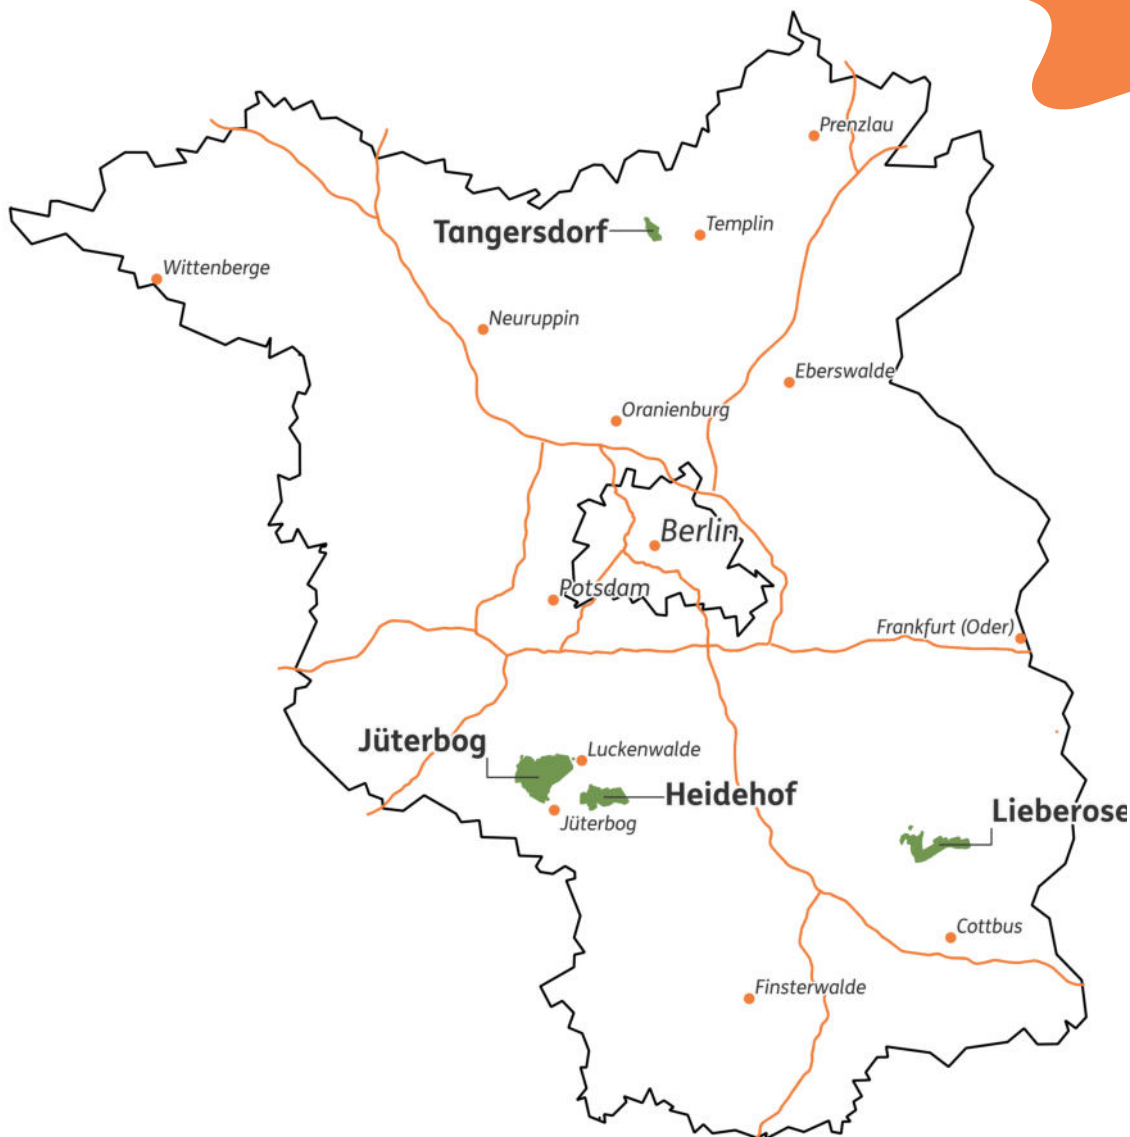 Prenzlau
Tangersdorf
Templin
Wittenberge
Neuruppin
Eberswalde
Oranienburg
Berlin
Potsdam
Frankfurt (Oder)
Jüterbog
Luckenwalde
Heidehof
Lieberose
Jüterbog
Cottbus
Finsterwalde